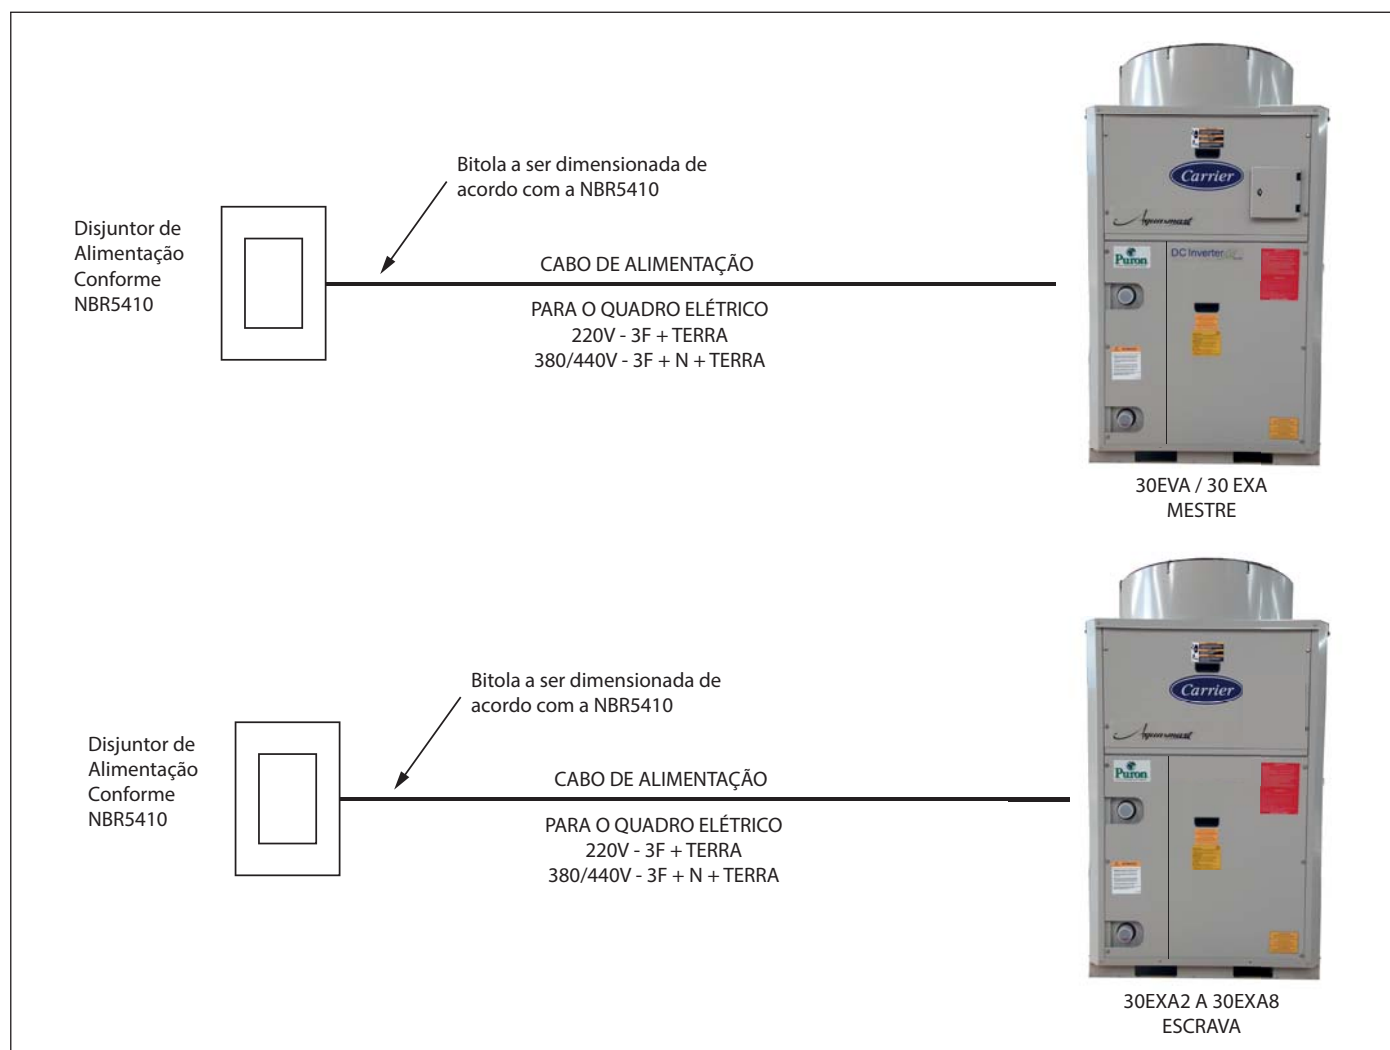 Bitola a ser dimensionada de
acordo com a NBR5410
Disjuntor de
Alimentação
Conforme
NBR5410
CABO DE ALIMENTAÇÃO
PARA O QUADRO ELÉTRICO
220V - 3F + TERRA
380/440V - 3F + N + TERRA
Carrier
Aquasmart
Puron
DC Inverter
30EVA / 30 EXA
MESTRE
Bitola a ser dimensionada de
acordo com a NBR5410
Disjuntor de
Alimentação
Conforme
NBR5410
CABO DE ALIMENTAÇÃO
PARA O QUADRO ELÉTRICO
220V - 3F + TERRA
380/440V - 3F + N + TERRA
Carrier
Aquasmart
Puron
30EXA2 A 30EXA8
ESCRAVA